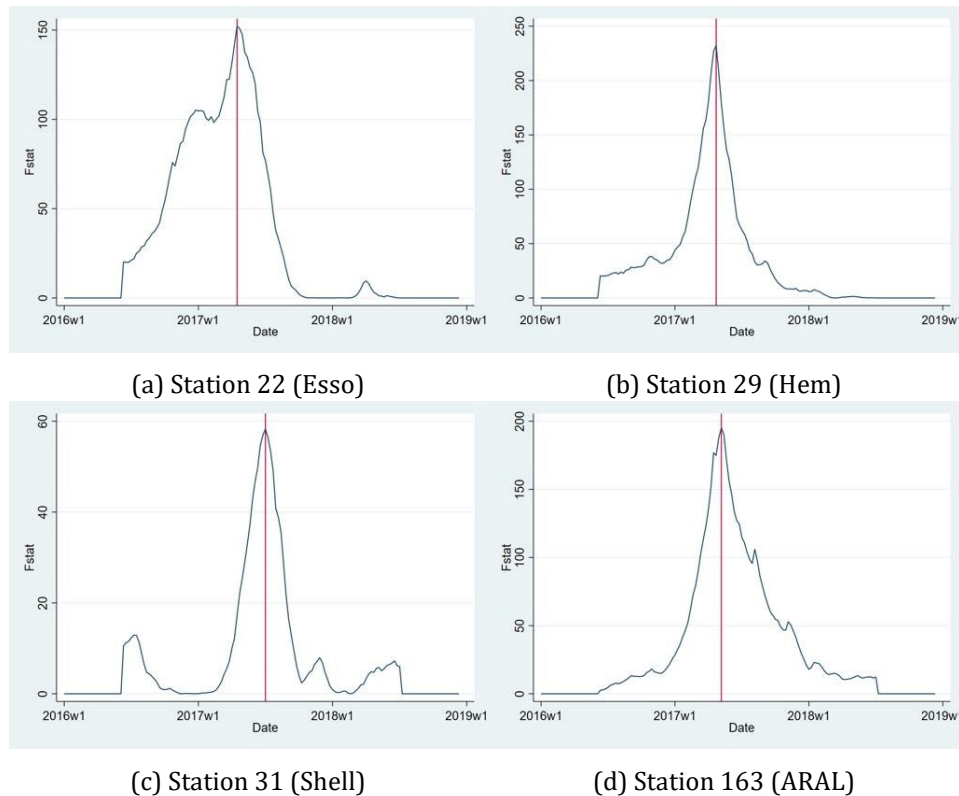 150
100
50
0
Fstat
2016w1 2017w1 2018w1 2019w1
Date
(a) Station 22 (Esso)
250
200
150
100
50
0
Fstat
2016w1 2017w1 2018w1 2019w1
Date
(b) Station 29 (Hem)
60
40
20
0
Fstat
2016w1 2017w1 2018w1 2019w1
Date
(c) Station 31 (Shell)
200
150
100
50
0
Fstat
2016w1 2017w1 2018w1 2019w1
Date
(d) Station 163 (ARAL)